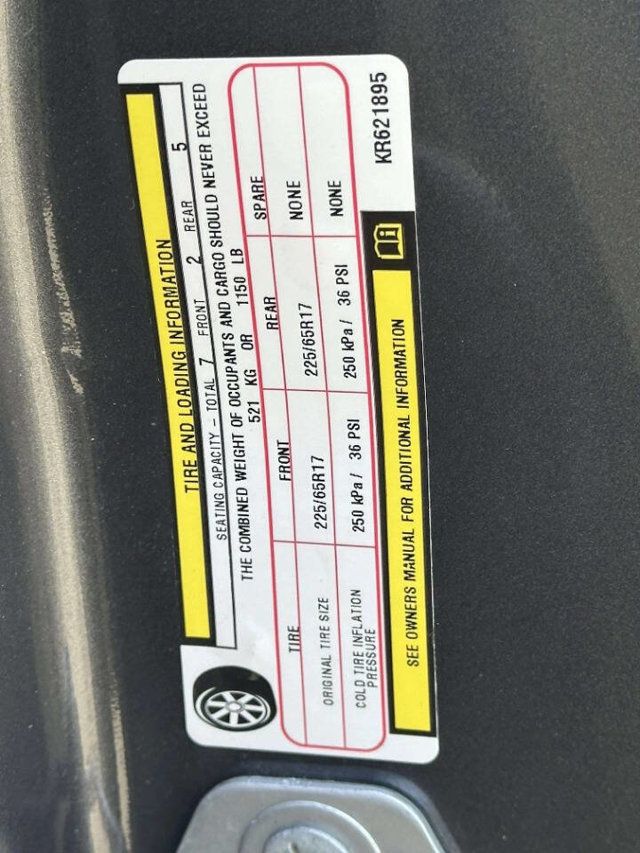 TIRE AND LOADING INFORMATION
SEATING CAPACITY – TOTAL 7 FRONT 2 REAR 5
THE COMBINED WEIGHT OF OCCUPANTS AND CARGO SHOULD NEVER EXCEED
521 KG OR 1150 LB
TIRE FRONT REAR SPARE
ORIGINAL TIRE SIZE 225/65R17 225/65R17 NONE
COLD TIRE INFLATION PRESSURE 250 kPa / 36 PSI 250 kPa / 36 PSI NONE
SEE OWNERS MANUAL FOR ADDITIONAL INFORMATION
KR621895